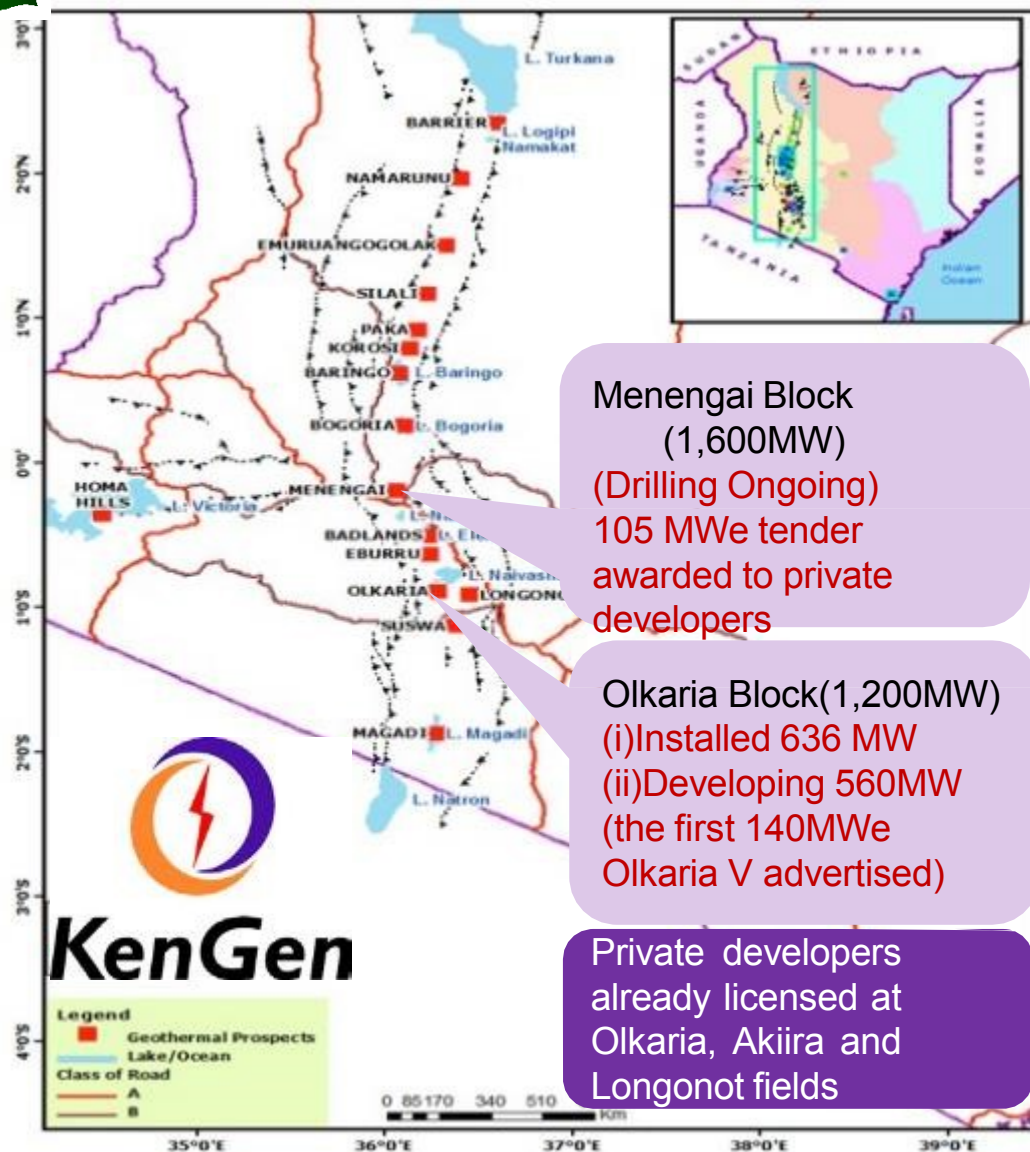 3°0'
2°0'N
1°0'N
0°0'
1°0'S
2°0'S
3°0'S
4°0'S
L. Turkana
BARRIER
L. Logipi
Namakat
NAMARUNU
EMURUANGOGOLAK
SILALI
PAKA
KOROSI
BARINGO
L. Baringo
BOGORIA
L. Bogoria
HOMA
HILLS
L. Victoria
MENENGAI
BADLANDS
EBURRU
OLKARIA
SUSWA
MAGADI
L. Magadi
L. Natron
SUDAN
ETHIOPIA
UGANDA
SOMALIA
TANZANIA
Indian
Ocean
Menengai Block
(1,600MW)
(Drilling Ongoing)
105 MWe tender
awarded to private
developers
Olkaria Block(1,200MW)
(i)Installed 636 MW
(ii)Developing 560MW
(the first 140MWe
Olkaria V advertised)
Private developers
already licensed at
Olkaria, Akiira and
Longonot fields
KenGen
Legend
Geothermal Prospects
Lake/Ocean
Class of Road
A
B
0 85 170 340 510
Km
35°0'E 36°0'E 37°0'E 38°0'E 39°0'E